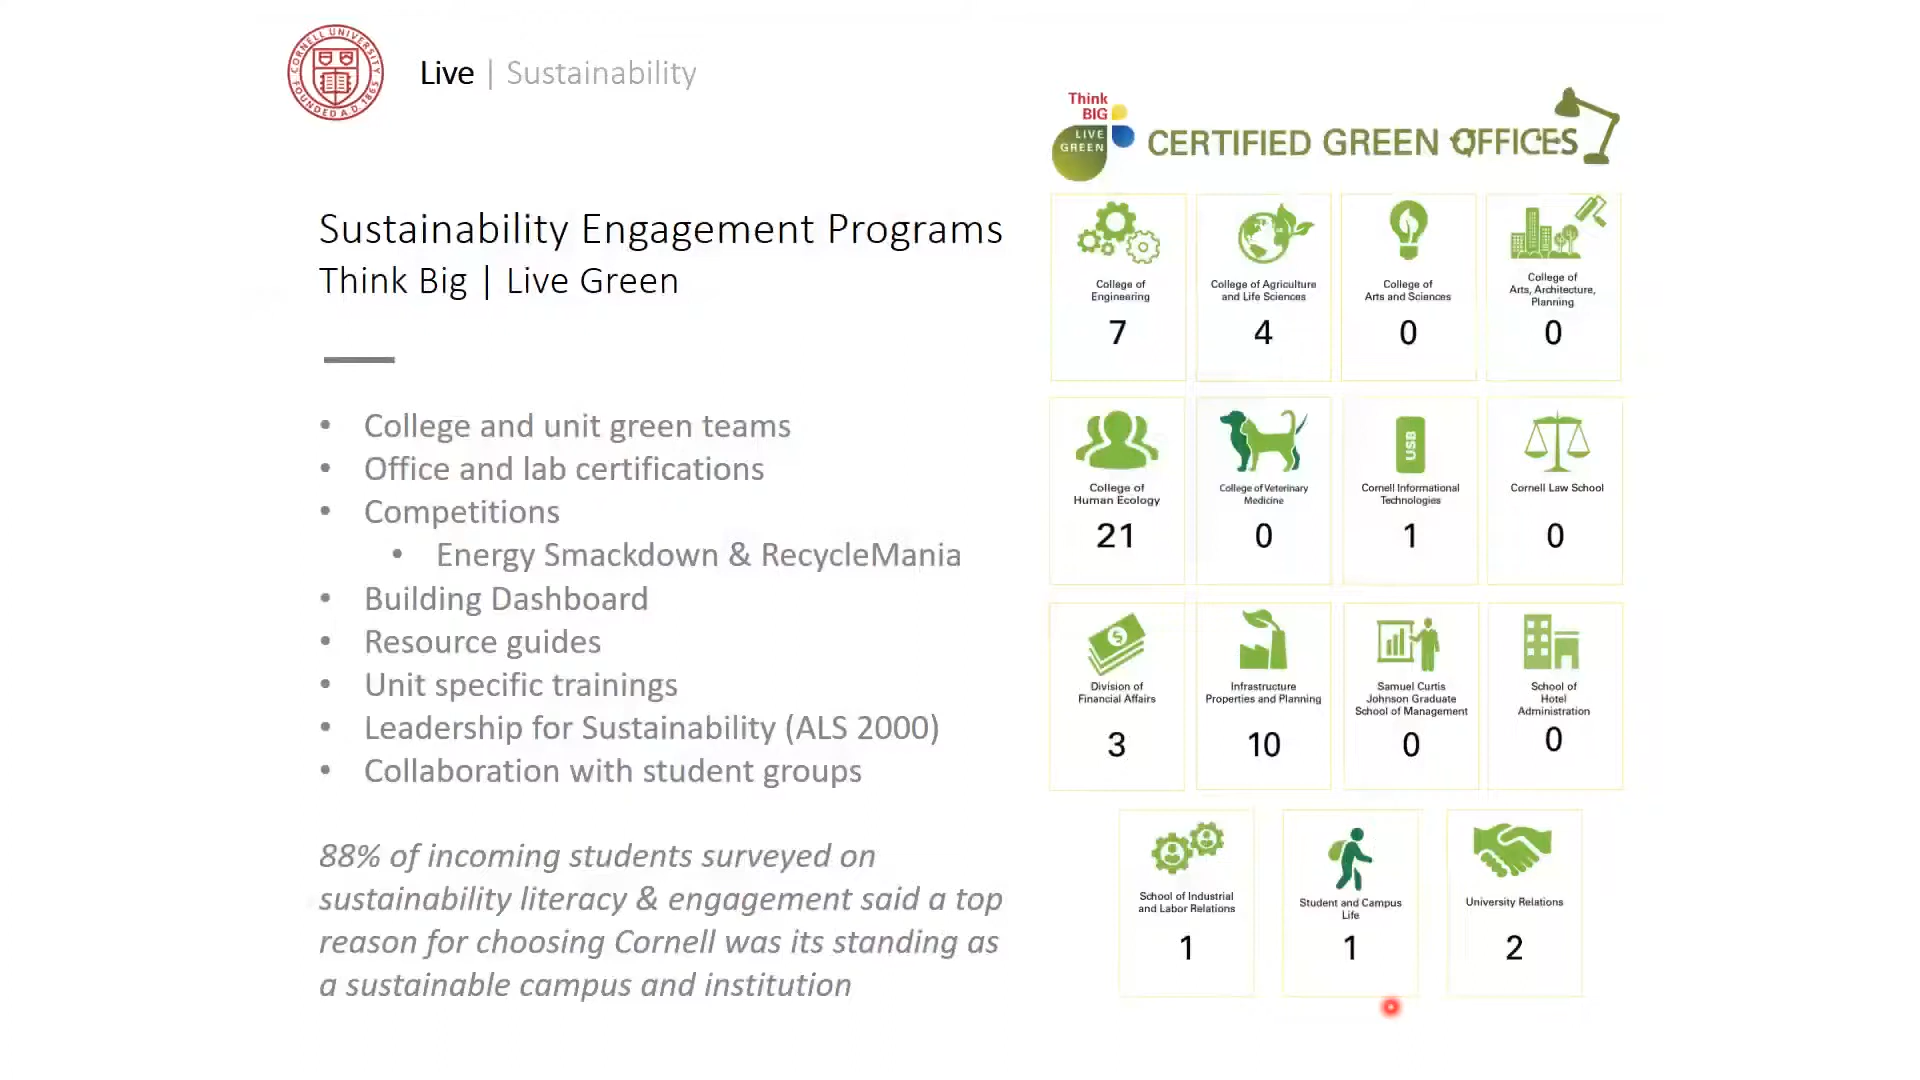 CORNELL UNIVERSITY
FOUNDED A.D. 1865
Live | Sustainability
Sustainability Engagement Programs
Think Big | Live Green
• College and unit green teams
• Office and lab certifications
• Competitions
• Energy Smackdown & RecycleMania
• Building Dashboard
• Resource guides
• Unit specific trainings
• Leadership for Sustainability (ALS 2000)
• Collaboration with student groups
88% of incoming students surveyed on
sustainability literacy & engagement said a top
reason for choosing Cornell was its standing as
a sustainable campus and institution
Think
BIG
LIVE
GREEN
CERTIFIED GREEN OFFICES
College of
Engineering
7
College of Agriculture
and Life Sciences
4
College of
Arts and Sciences
0
College of
Arts, Architecture,
Planning
0
College of
Human Ecology
21
College of Veterinary
Medicine
0
USB
Cornell Informational
Technologies
1
Cornell Law School
0
Division of
Financial Affairs
3
Infrastructure
Properties and Planning
10
Samuel Curtis
Johnson Graduate
School of Management
0
School of
Hotel
Administration
0
School of Industrial
and Labor Relations
1
Student and Campus
Life
1
University Relations
2